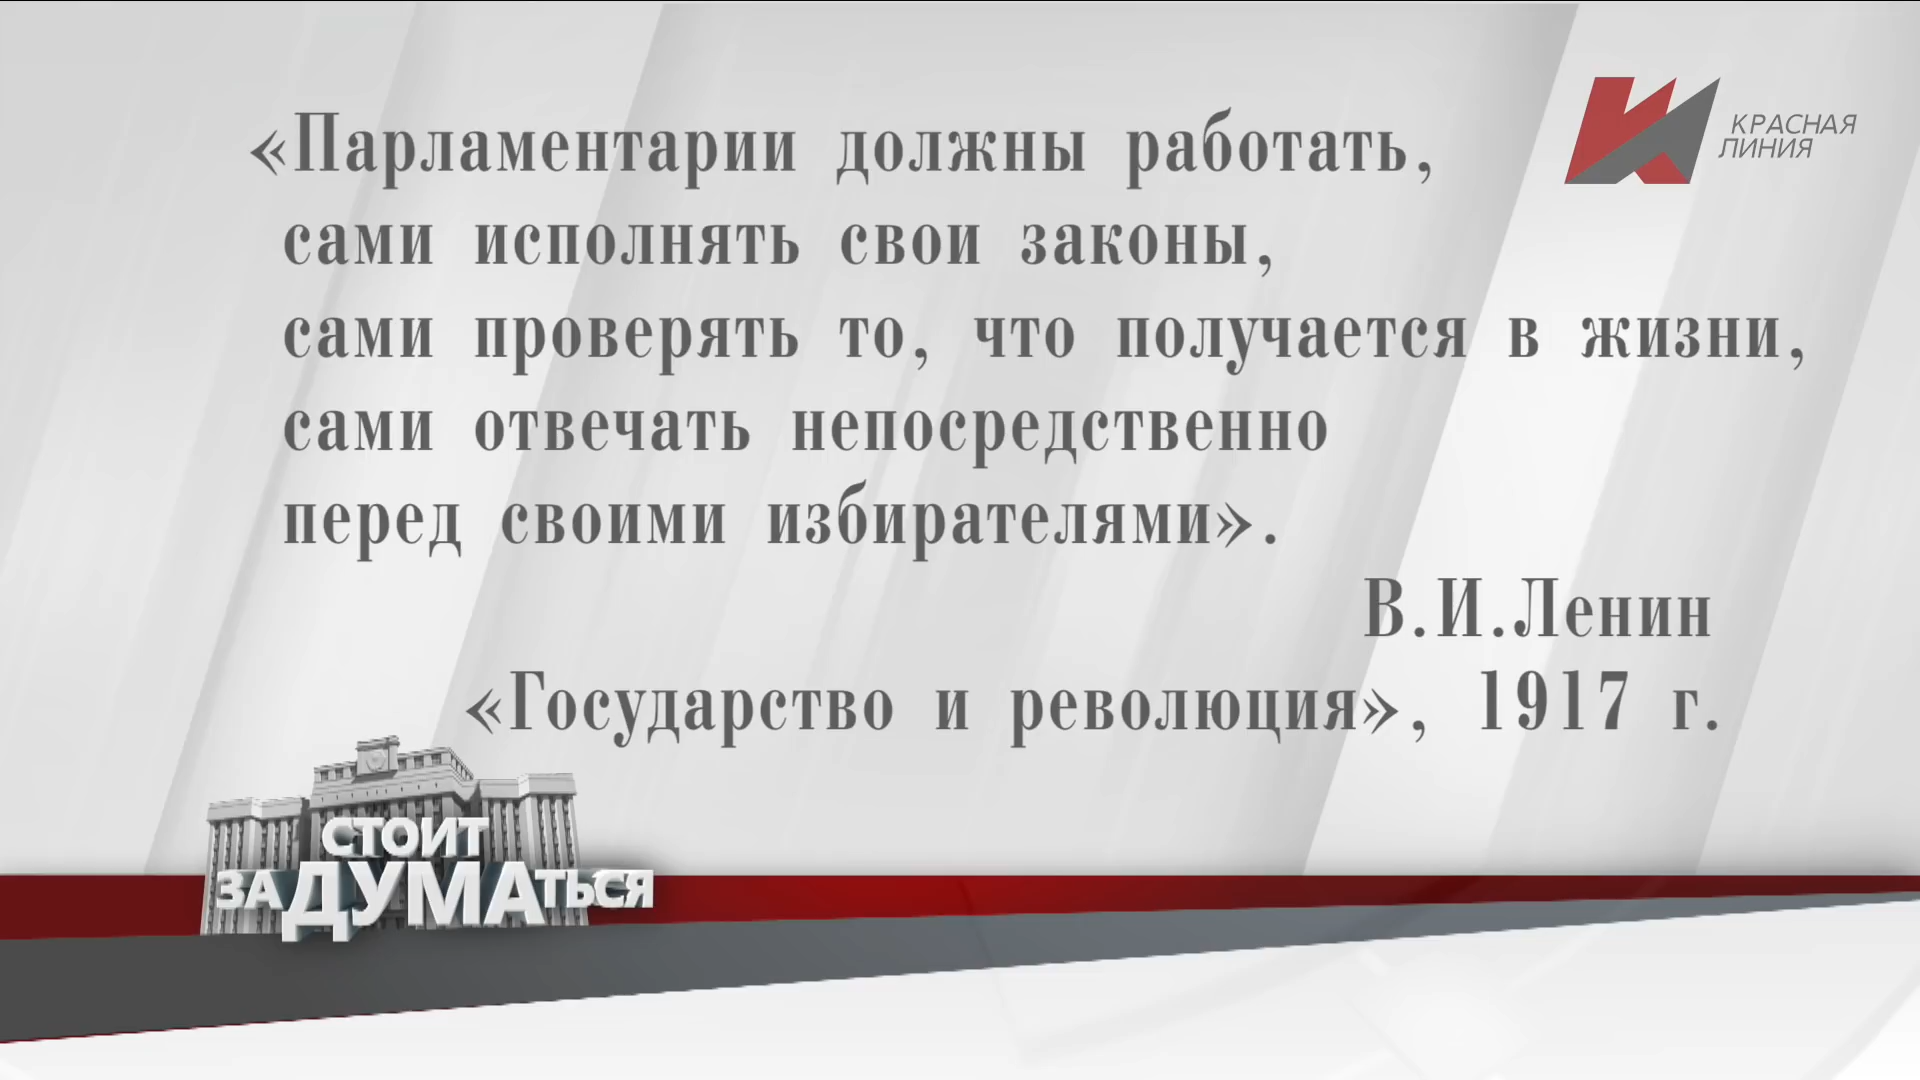 «Парламентарии должны работать,
КРАСНАЯ
ЛИНИЯ
сами исполнять свои законы,
сами проверять то, что получается в жизни,
сами отвечать непосредственно
перед своими избирателями».
В.И.Ленин
«Государство и революция», 1917 г.
СТОИТ
ЗАДУМАТЬСЯ